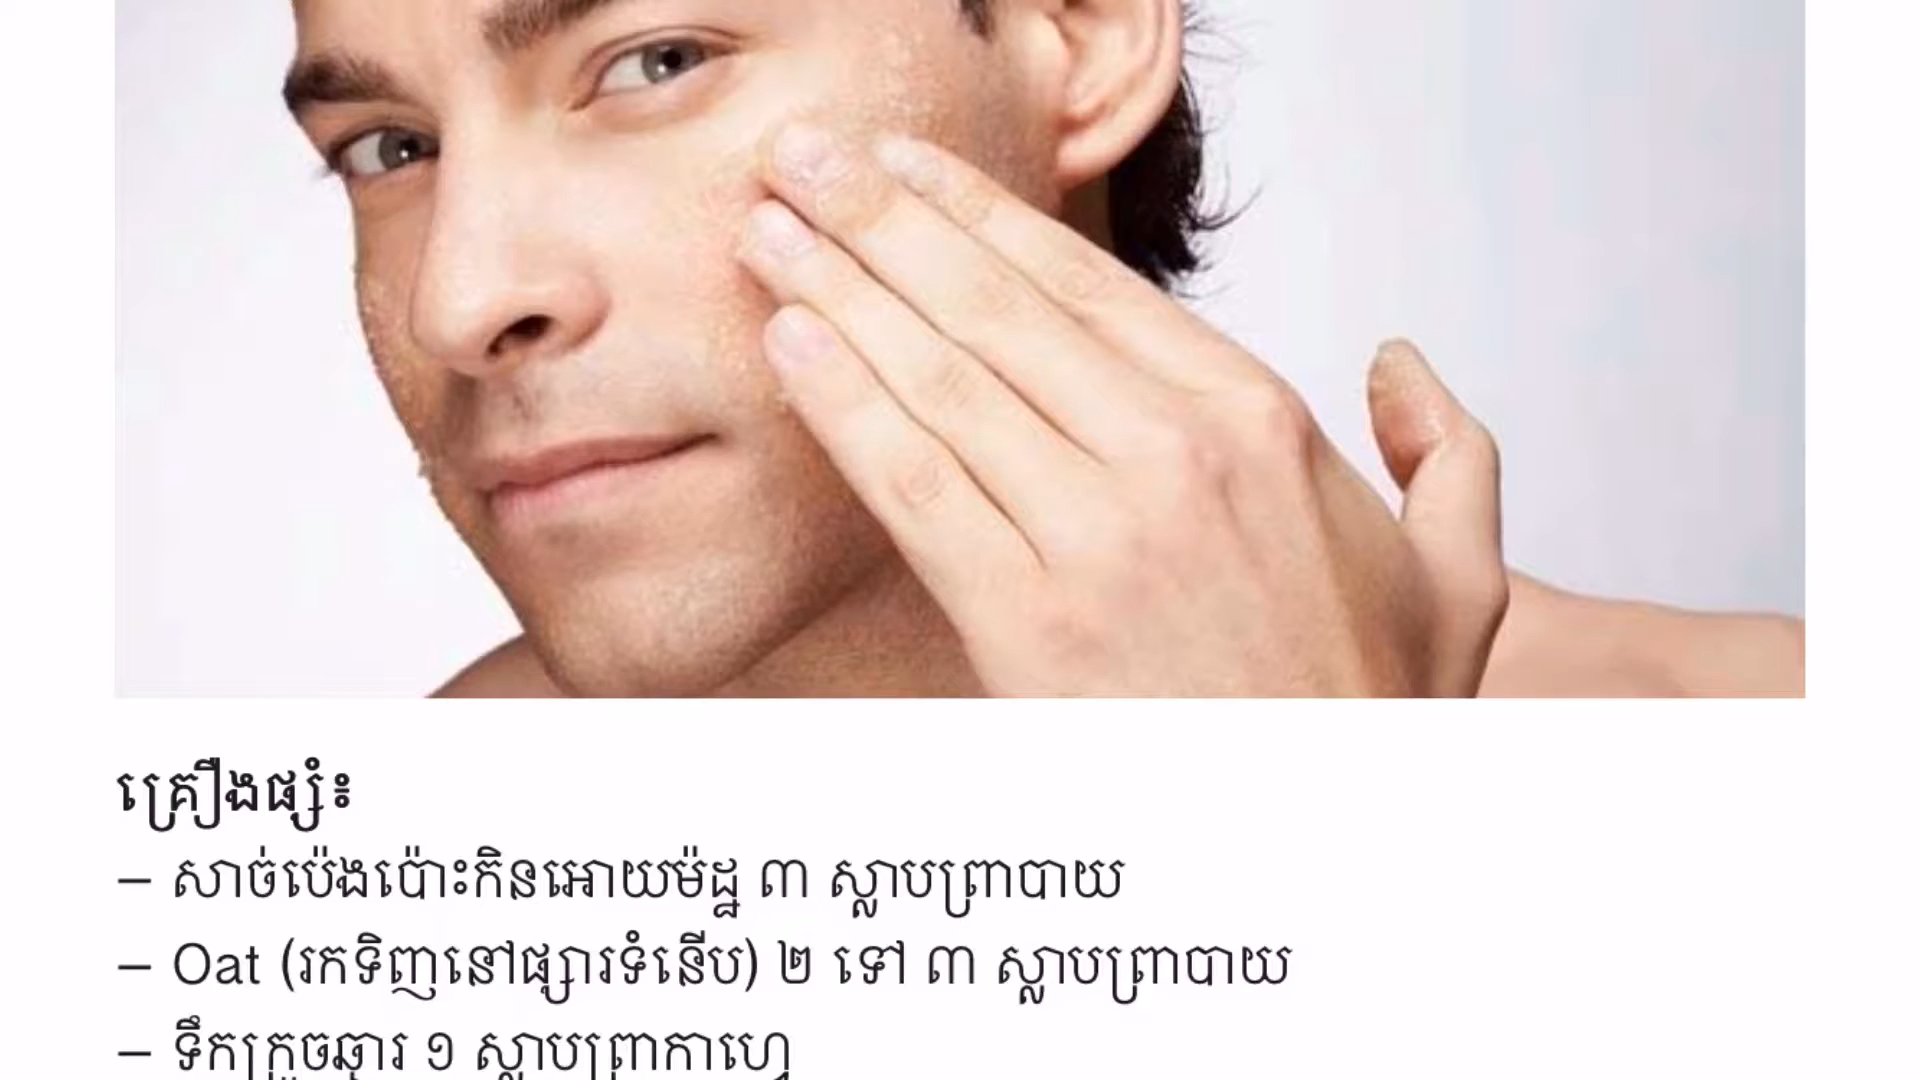 គ្រឿងផ្សំ៖
– សាច់ប៉េងប៉ោះកិនអោយម៉ដ្ឋ ៣ ស្លាបព្រាបាយ
– Oat (រកទិញនៅផ្សារទំនើប) ២ ទៅ ៣ ស្លាបព្រាបាយ
– ទឹកក្រូចឆ្មារ ១ ស្លាបព្រាកាហ្វេ